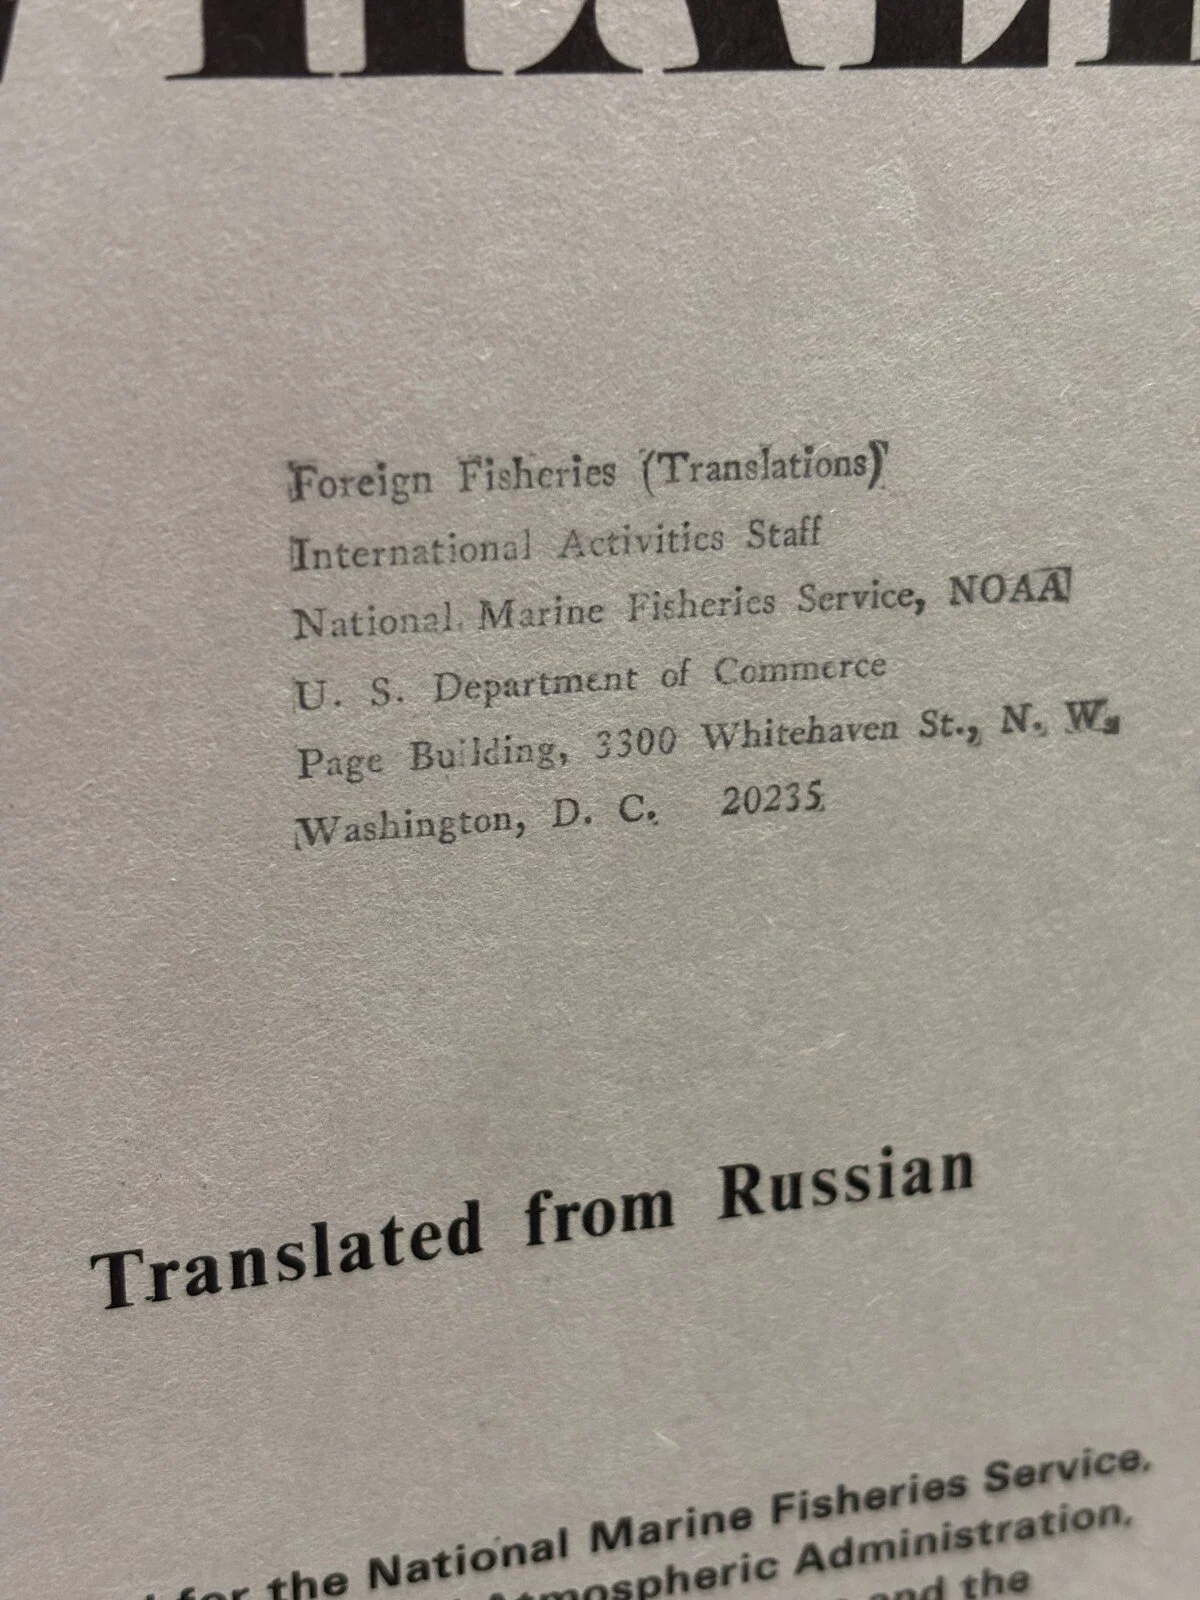 Foreign Fisheries (Translations)
International Activities Staff
National Marine Fisheries Service, NOAA
U. S. Department of Commerce
Page Building, 3300 Whitehaven St., N. W.
Washington, D. C. 20235
Translated from Russian
for the National Marine Fisheries Service,
Atmospheric Administration,
and the